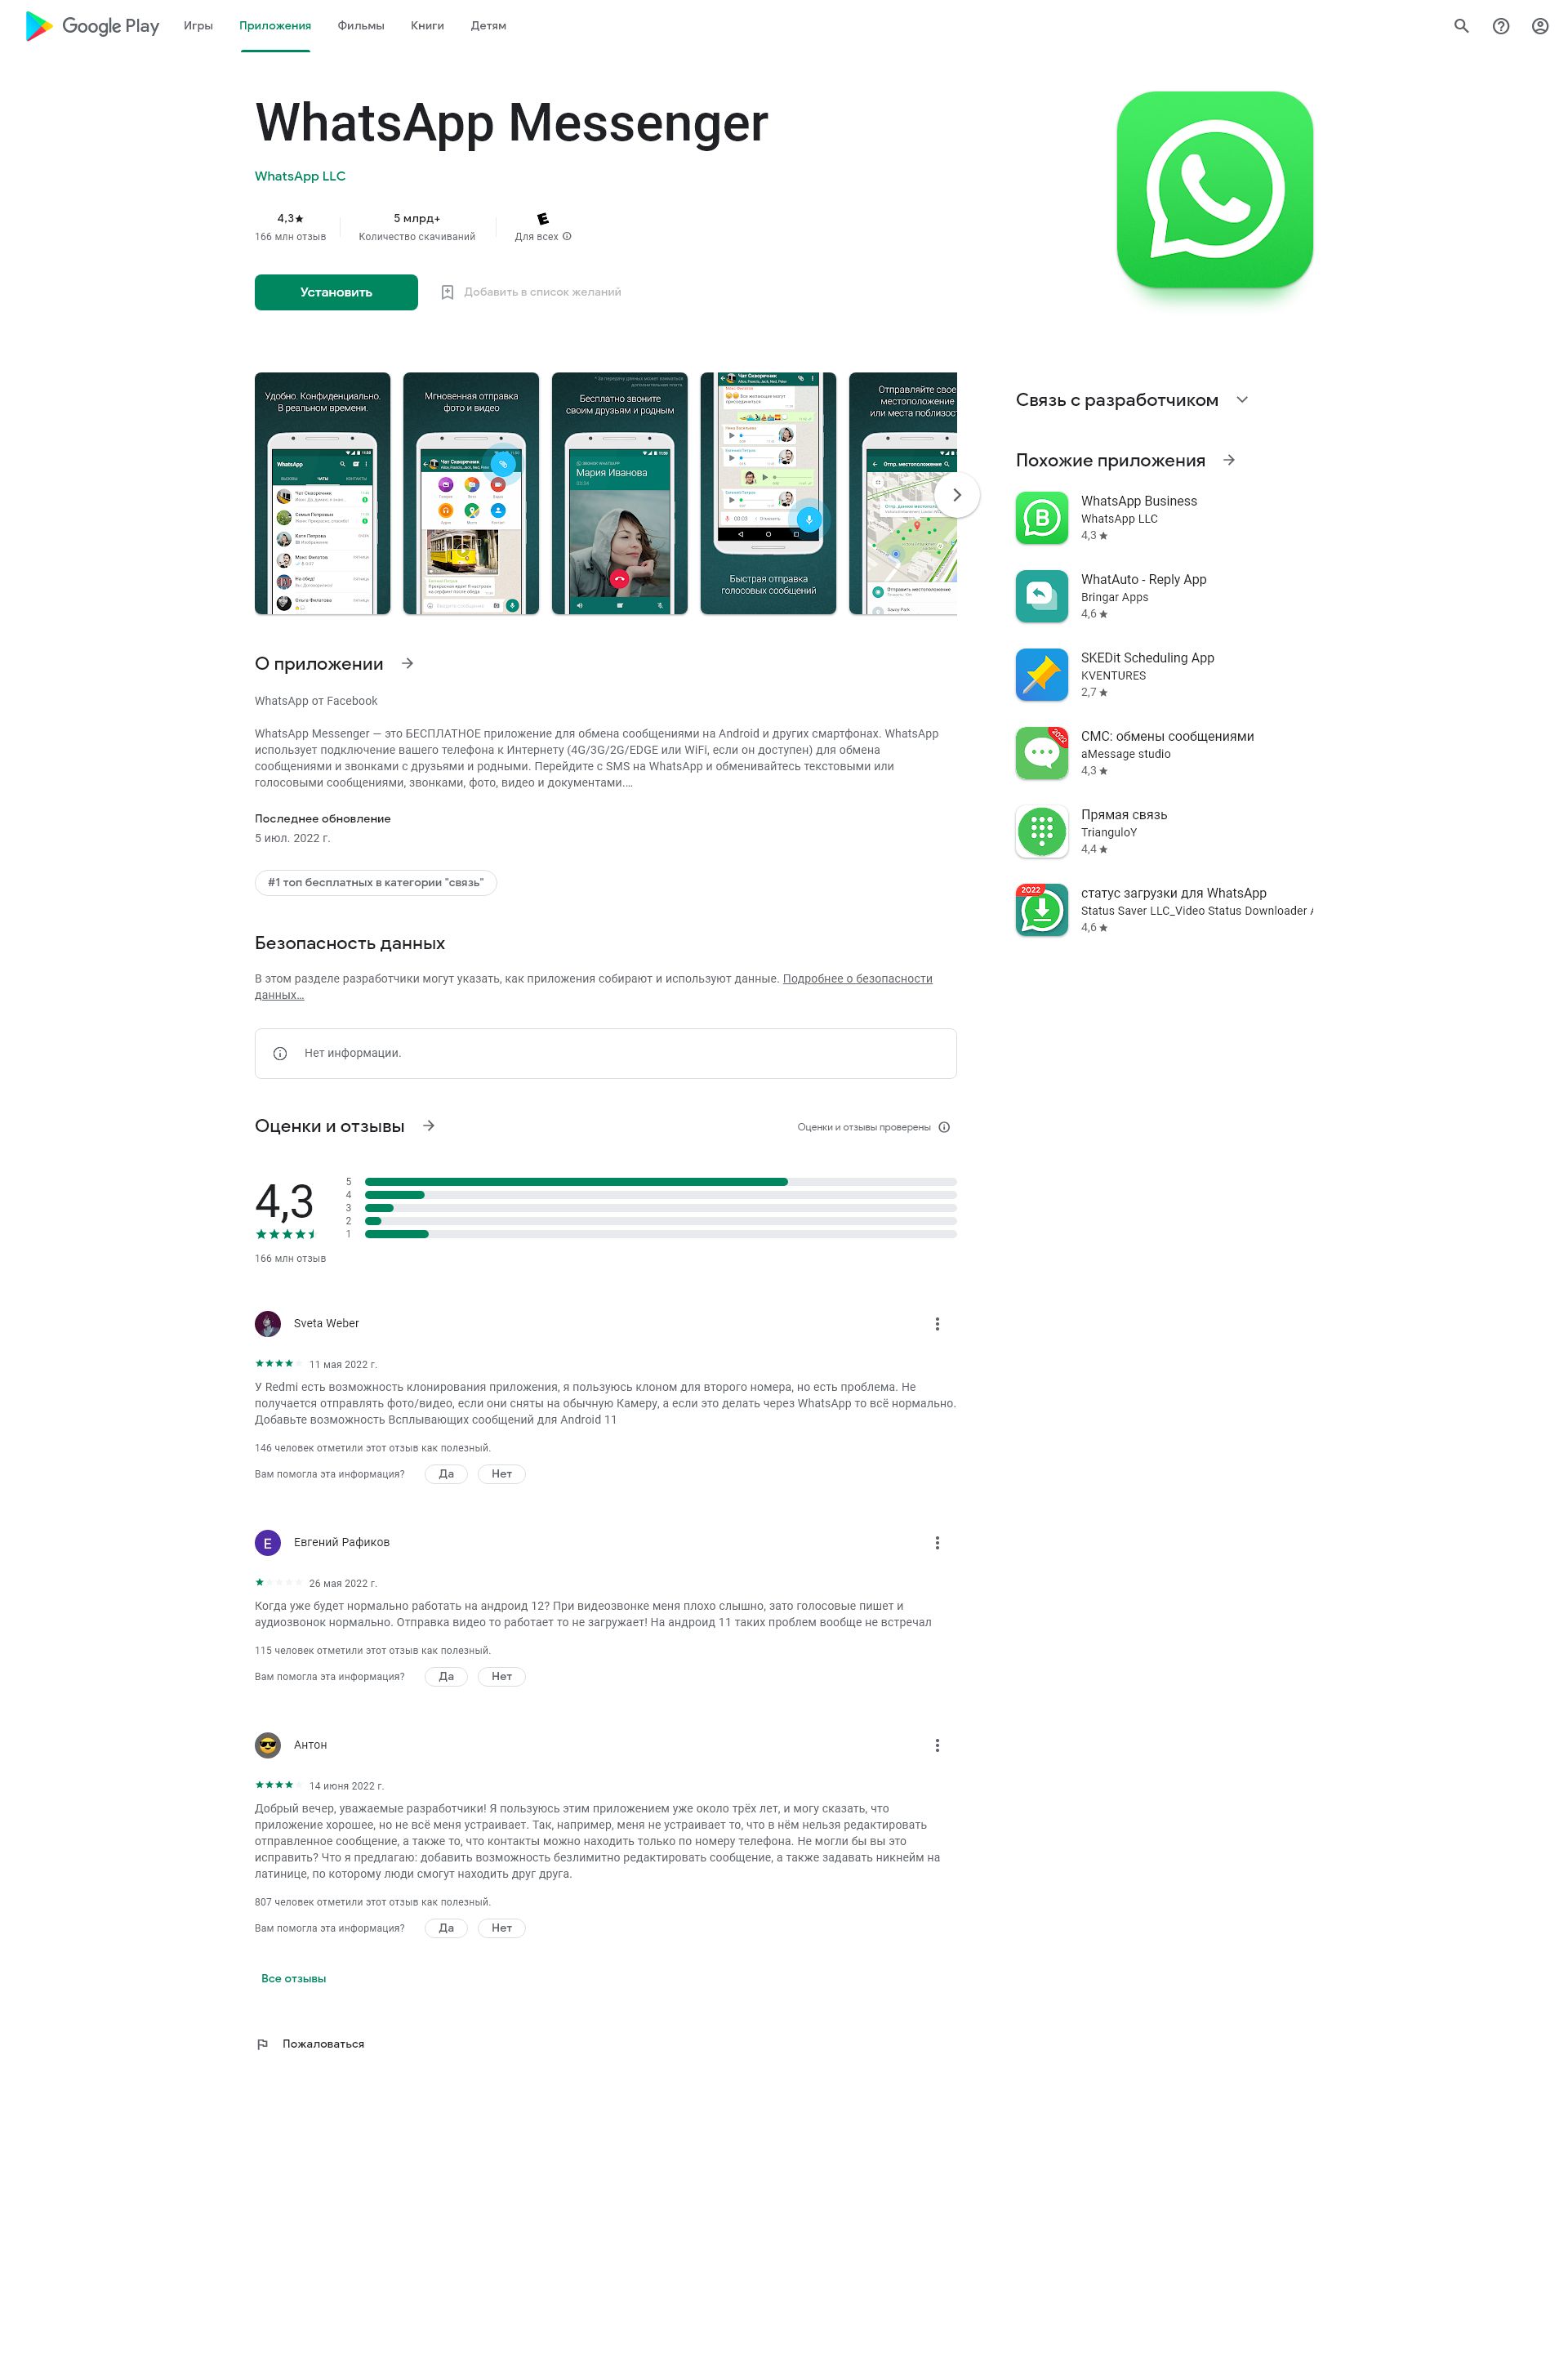 Google Play
Игры
Приложения
Фильмы
Книги
Детям
WhatsApp Messenger
WhatsApp LLC
4,3★
166 млн отзыв
5 млрд+
Количество скачиваний
Для всех
Установить
Добавить в список желаний
Удобно. Конфиденциально.
В реальном времени.
WhatsApp
Мгновенная отправка
фото и видео
Бесплатно звоните
своим друзьям и родным
Мария Иванова
Чат Скворечник
Быстрая отправка
голосовых сообщений
Отправляйте свое
местоположение
или места поблизост
Связь с разработчиком
Похожие приложения
WhatsApp Business
WhatsApp LLC
4,3★
WhatAuto - Reply App
Bringar Apps
4,6★
SKEDit Scheduling App
KVENTURES
2,7★
2022
СМС: обмены сообщениями
aMessage studio
4,3★
Прямая связь
TrianguloY
4,4★
2022
статус загрузки для WhatsApp
Status Saver LLC_Video Status Downloader
4,6★
О приложении
WhatsApp от Facebook
WhatsApp Messenger — это БЕСПЛАТНОЕ приложение для обмена сообщениями на Android и других смартфонах. WhatsApp
использует подключение вашего телефона к Интернету (4G/3G/2G/EDGE или WiFi, если он доступен) для обмена
сообщениями и звонками с друзьями и родными. Перейдите с SMS на WhatsApp и обменивайтесь текстовыми или
голосовыми сообщениями, звонками, фото, видео и документами.…
Последнее обновление
5 июл. 2022 г.
#1 топ бесплатных в категории "связь"
Безопасность данных
В этом разделе разработчики могут указать, как приложения собирают и используют данные. Подробнее о безопасности
данных…
Нет информации.
Оценки и отзывы
Оценки и отзывы проверены
4,3
166 млн отзыв
5
4
3
2
1
Sveta Weber
11 мая 2022 г.
У Redmi есть возможность клонирования приложения, я пользуюсь клоном для второго номера, но есть проблема. Не
получается отправлять фото/видео, если они сняты на обычную Камеру, а если это делать через WhatsApp то всё нормально.
Добавьте возможность Всплывающих сообщений для Android 11
146 человек отметили этот отзыв как полезный.
Вам помогла эта информация?
Да
Нет
Е
Евгений Рафиков
26 мая 2022 г.
Когда уже будет нормально работать на андроид 12? При видеозвонке меня плохо слышно, зато голосовые пишет и
аудиозвонок нормально. Отправка видео то работает то не загружает! На андроид 11 таких проблем вообще не встречал
115 человек отметили этот отзыв как полезный.
Вам помогла эта информация?
Да
Нет
Антон
14 июня 2022 г.
Добрый вечер, уважаемые разработчики! Я пользуюсь этим приложением уже около трёх лет, и могу сказать, что
приложение хорошее, но не всё меня устраивает. Так, например, меня не устраивает то, что в нём нельзя редактировать
отправленное сообщение, а также то, что контакты можно находить только по номеру телефона. Не могли бы вы это
исправить? Что я предлагаю: добавить возможность безлимитно редактировать сообщение, а также задавать никнейм на
латинице, по которому люди смогут находить друг друга.
807 человек отметили этот отзыв как полезный.
Вам помогла эта информация?
Да
Нет
Все отзывы
Пожаловаться